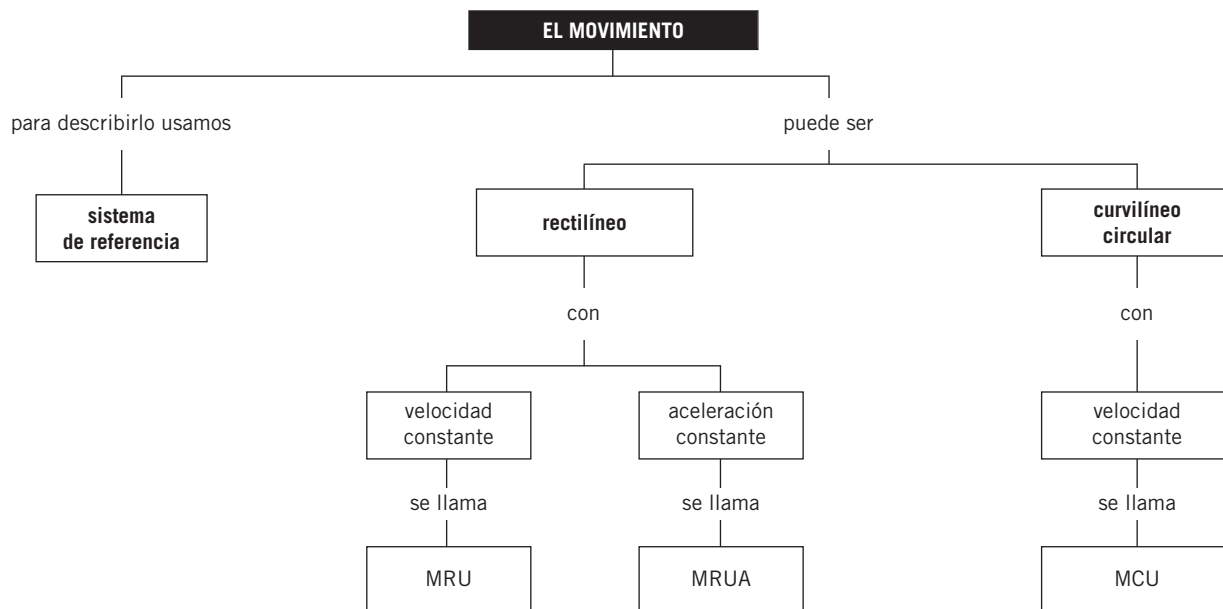 EL MOVIMIENTO
para describirlo usamos
puede ser
sistema
de referencia
rectilíneo
curvilíneo
circular
con
con
velocidad
constante
aceleración
constante
velocidad
constante
se llama
se llama
se llama
MRU
MRUA
MCU